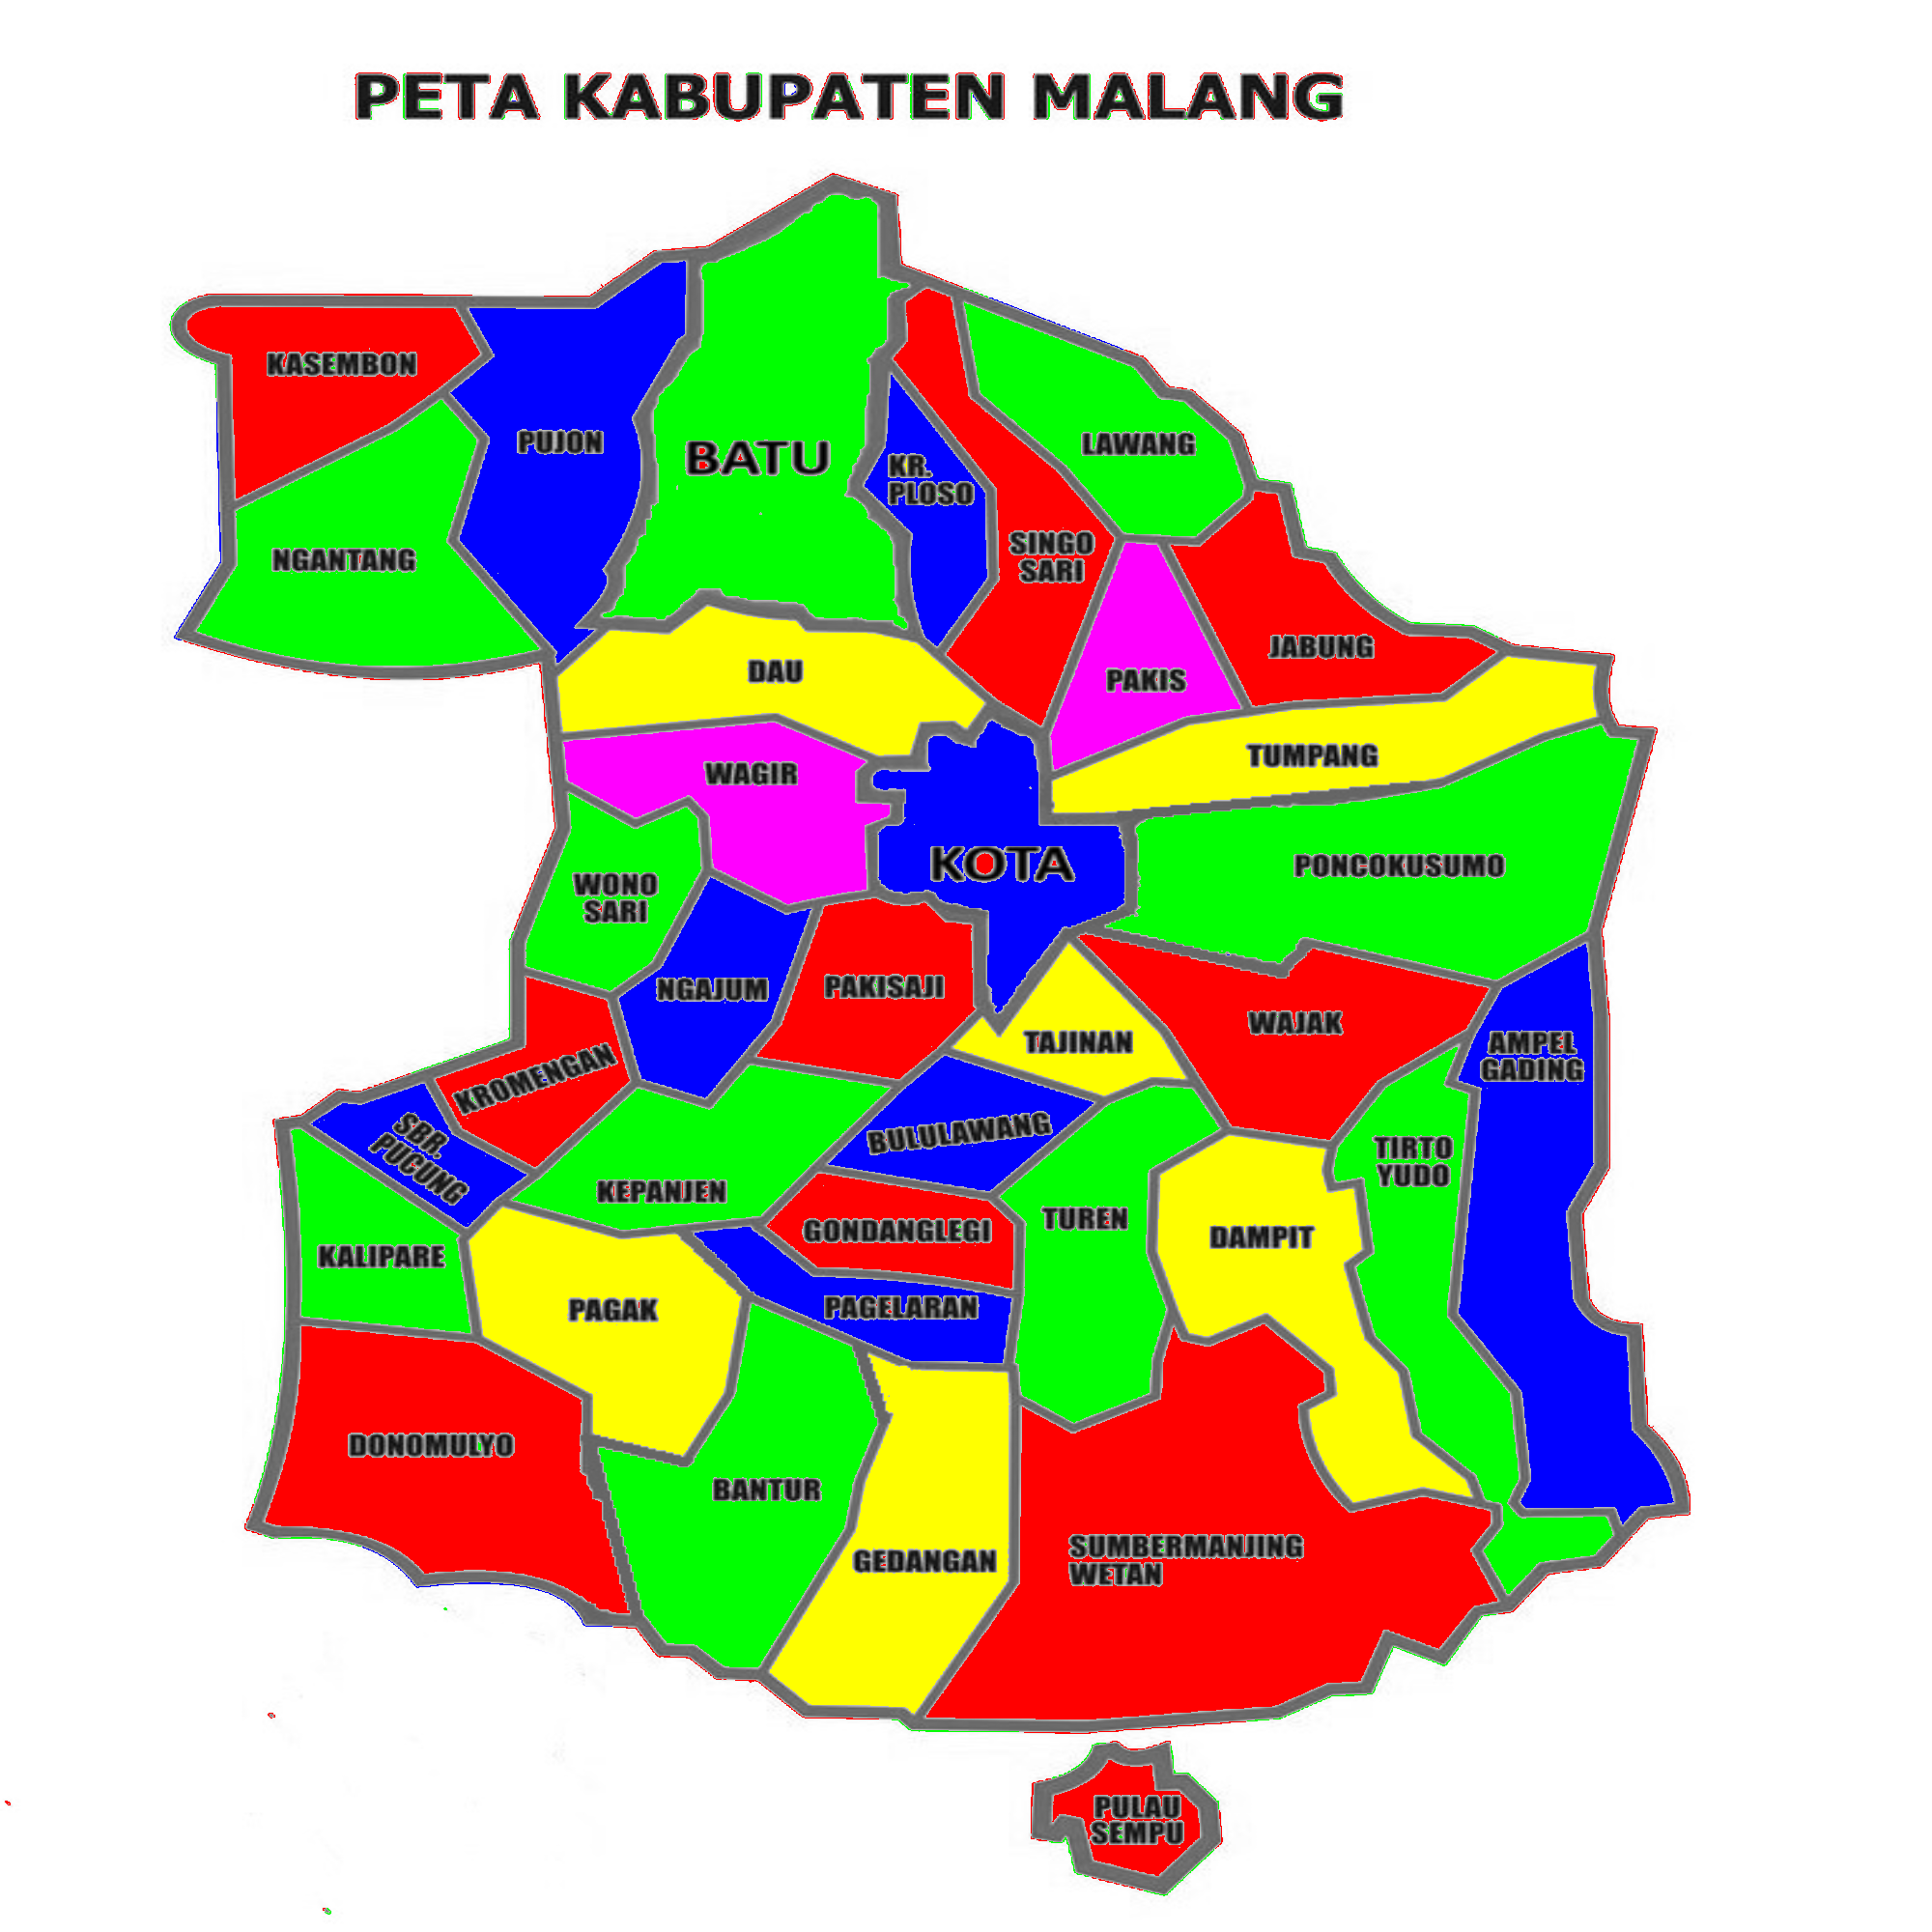 PETA KABUPATEN MALANG
KASEMBON
PUJON
BATU
KR.
PLOSO
LAWANG
NGANTANG
SINGO
SARI
JABUNG
DAU
PAKIS
WAGIR
TUMPANG
KOTA
PONCOKUSUMO
WONO
SARI
NGAJUM
PAKISAJI
TAJINAN
WAJAK
AMPEL
GADING
KROMENGAN
SBR.
PUCUNG
BULULAWANG
TIRTO
YUDO
KEPANJEN
GONDANGLEGI
TUREN
DAMPIT
KALIPARE
PAGAK
PAGELARAN
DONOMULYO
BANTUR
GEDANGAN
SUMBERMANJING
WETAN
PULAU
SEMPU